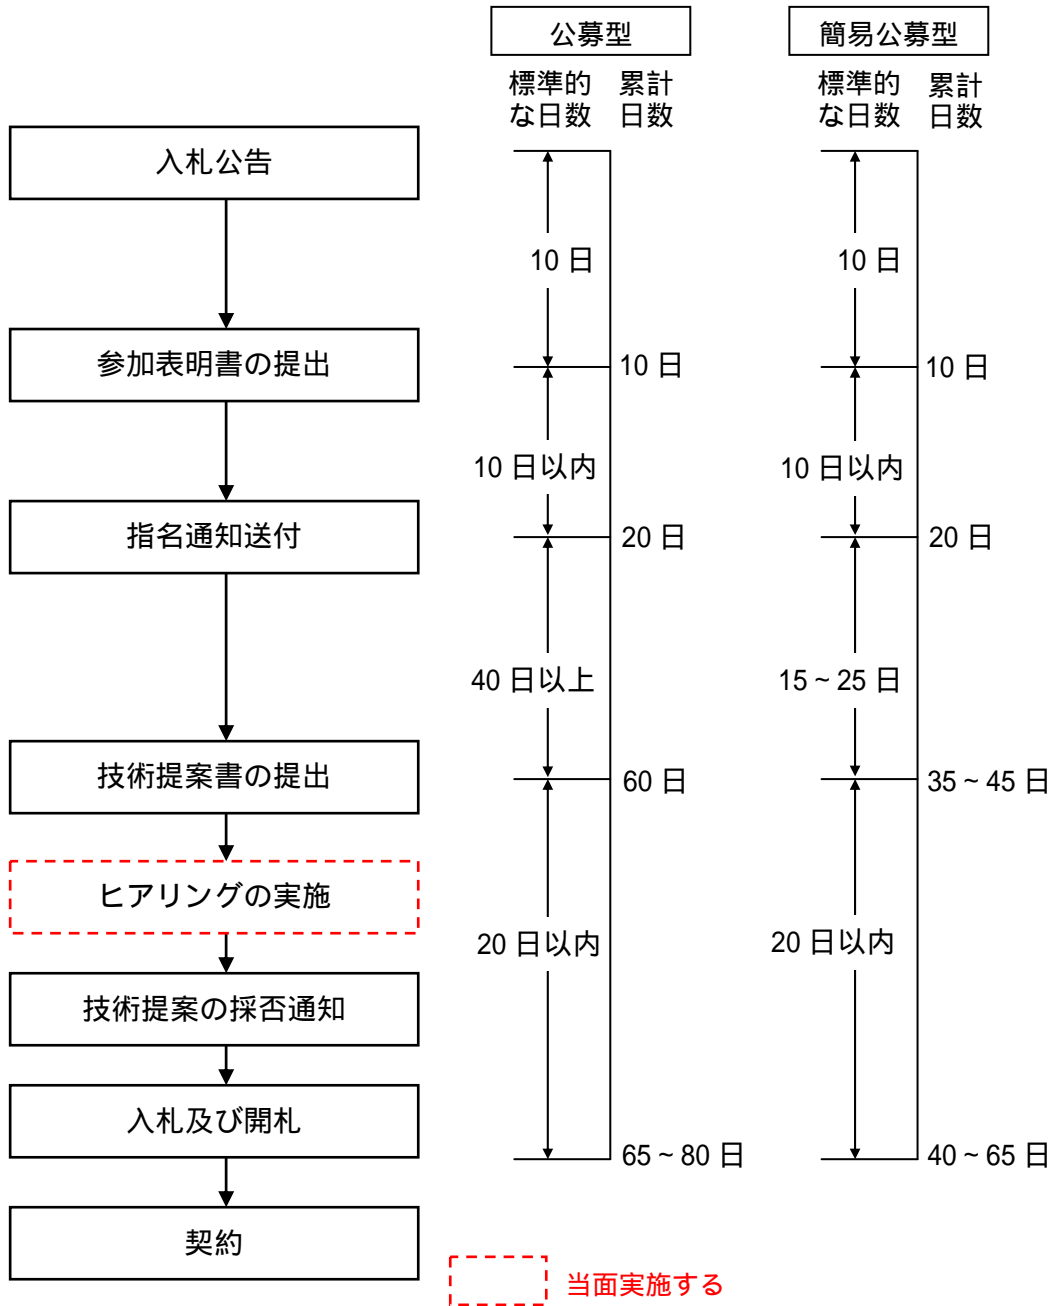 公募型
簡易公募型
標準的
な日数
累計
日数
標準的
な日数
累計
日数
入札公告
10 日
10 日
参加表明書の提出
10 日
10 日
10 日以内
10 日以内
指名通知送付
20 日
20 日
40 日以上
15 ~ 25 日
技術提案書の提出
60 日
35 ~ 45 日
ヒアリングの実施
20 日以内
20 日以内
技術提案の採否通知
入札及び開札
65 ~ 80 日
40 ~ 65 日
契約
当面実施する